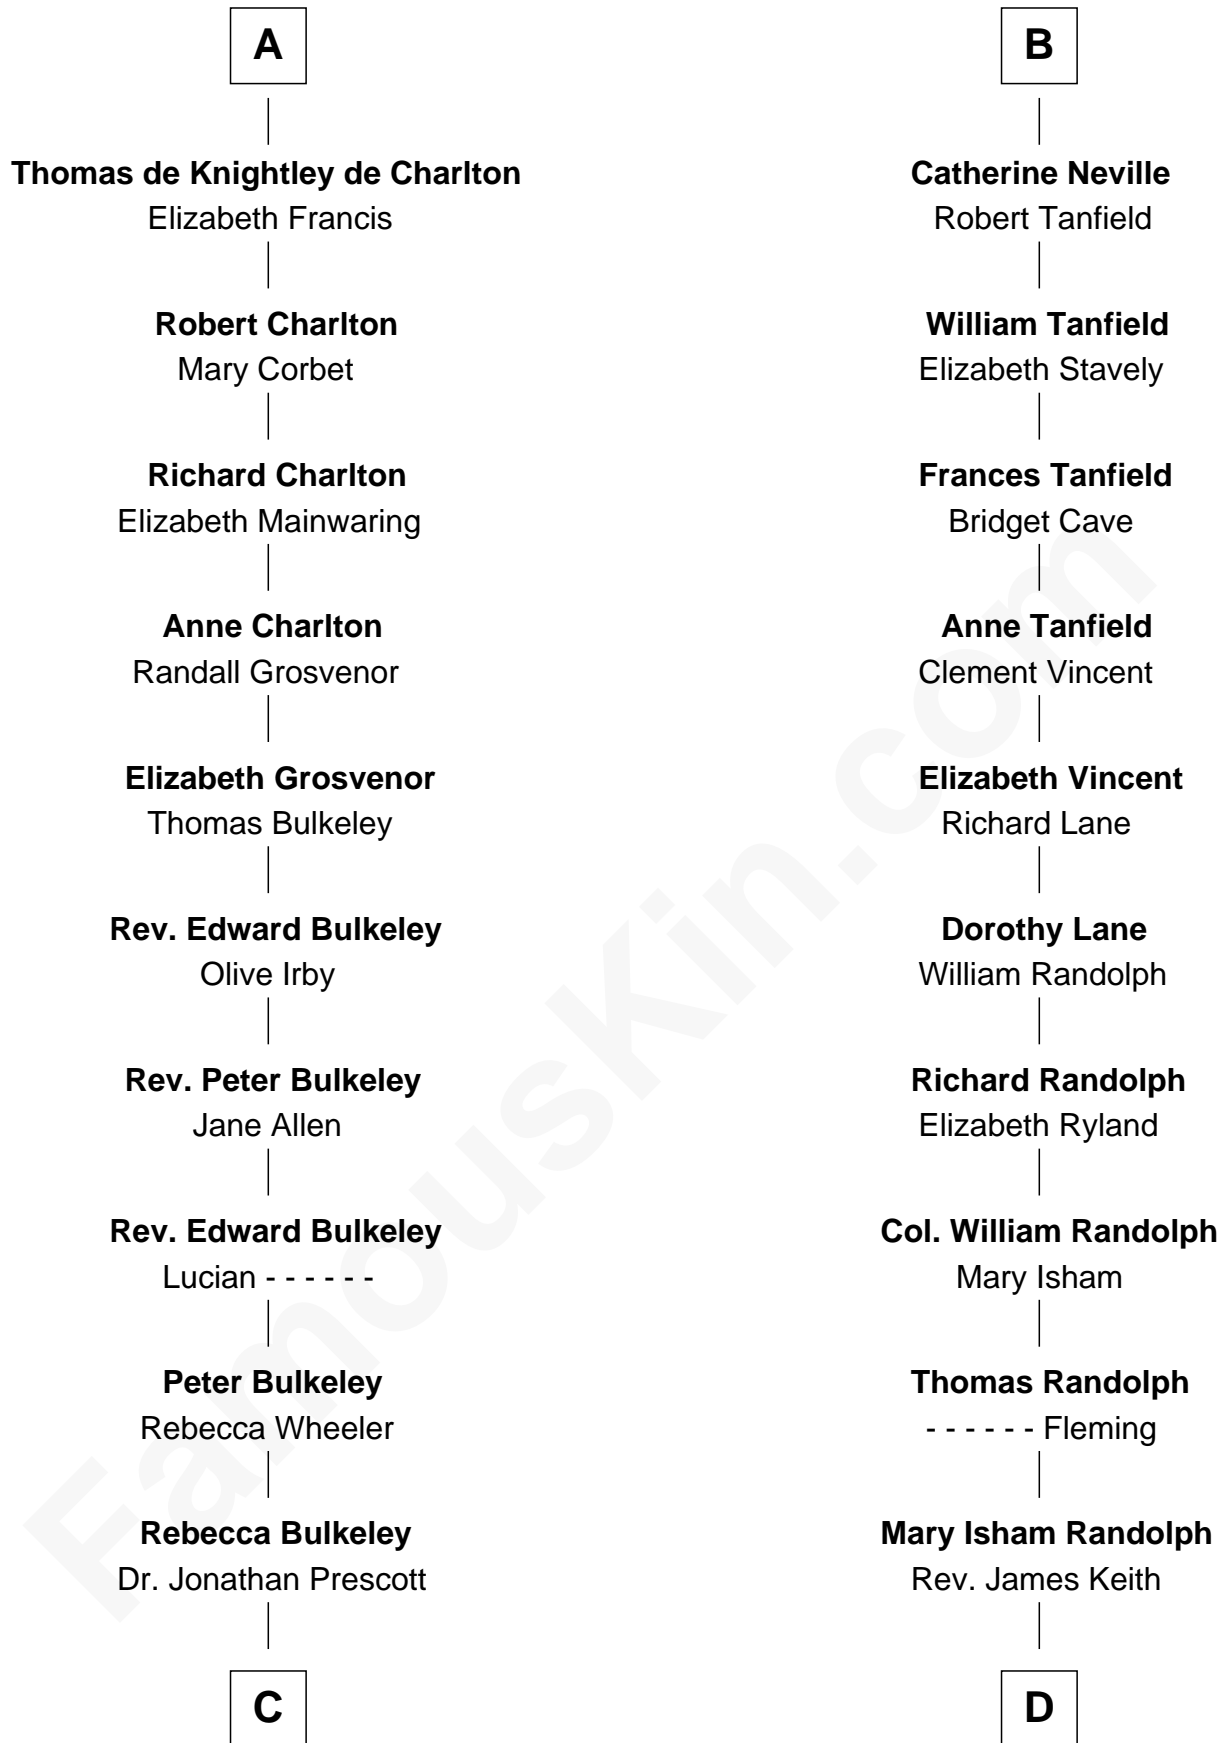 A
Thomas de Knightley de Charlton
Elizabeth Francis
Robert Charlton
Mary Corbet
Richard Charlton
Elizabeth Mainwaring
Anne Charlton
Randall Grosvenor
Elizabeth Grosvenor
Thomas Bulkeley
Rev. Edward Bulkeley
Olive Irby
Rev. Peter Bulkeley
Jane Allen
Rev. Edward Bulkeley
Lucian - - - - - -
Peter Bulkeley
Rebecca Wheeler
Rebecca Bulkeley
Dr. Jonathan Prescott
C
B
Catherine Neville
Robert Tanfield
William Tanfield
Elizabeth Stavely
Frances Tanfield
Bridget Cave
Anne Tanfield
Clement Vincent
Elizabeth Vincent
Richard Lane
Dorothy Lane
William Randolph
Richard Randolph
Elizabeth Ryland
Col. William Randolph
Mary Isham
Thomas Randolph
- - - - - - Fleming
Mary Isham Randolph
Rev. James Keith
D
FamousKin.com